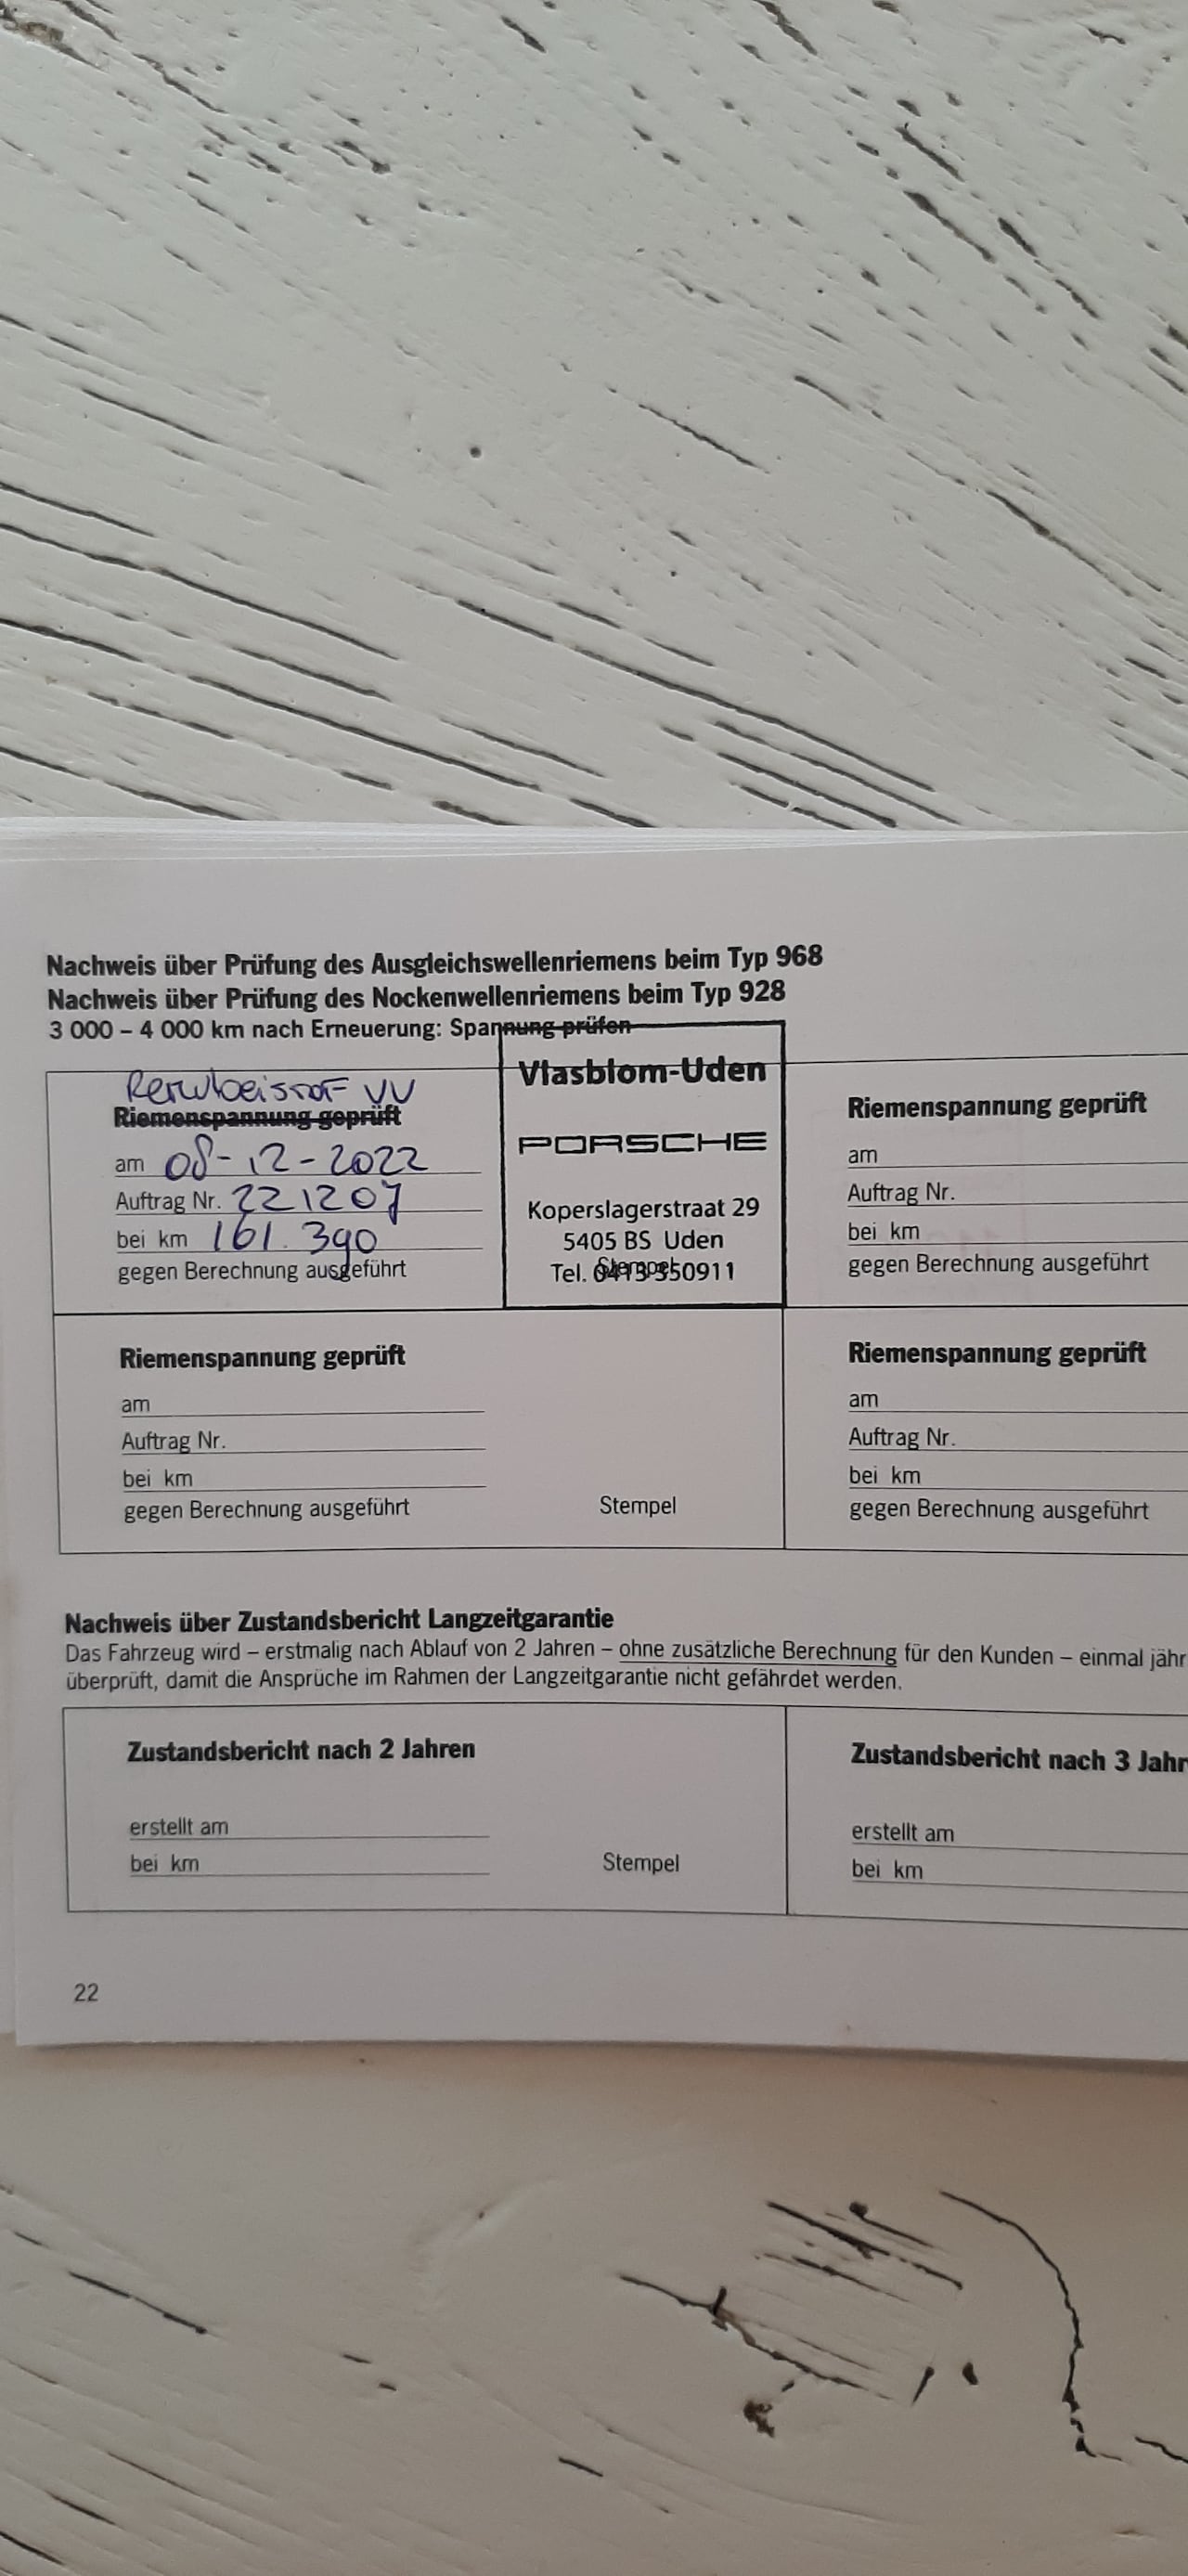 Nachweis über Prüfung des Ausgleichswellenriemens beim Typ 968
Nachweis über Prüfung des Nockenwellenriemens beim Typ 928
3 000 – 4 000 km nach Erneuerung: Spannung prüfen
VV
Riemenspannung geprüft
am 08-12-2022
Auftrag Nr. 221207
bei km 161.390
gegen Berechnung ausgeführt
Vlasblom-Uden
PORSCHE
Koperslagerstraat 29
5405 BS Uden
Tel. 0413-350911
Stempel
Riemenspannung geprüft
am
Auftrag Nr.
bei km
gegen Berechnung ausgeführt
Riemenspannung geprüft
am
Auftrag Nr.
bei km
gegen Berechnung ausgeführt
Stempel
Riemenspannung geprüft
am
Auftrag Nr.
bei km
gegen Berechnung ausgeführt
Nachweis über Zustandsbericht Langzeitgarantie
Das Fahrzeug wird – erstmalig nach Ablauf von 2 Jahren – ohne zusätzliche Berechnung für den Kunden – einmal jähr
überprüft, damit die Ansprüche im Rahmen der Langzeitgarantie nicht gefährdet werden.
Zustandsbericht nach 2 Jahren
erstellt am
bei km
Stempel
Zustandsbericht nach 3 Jahr
erstellt am
bei km
22